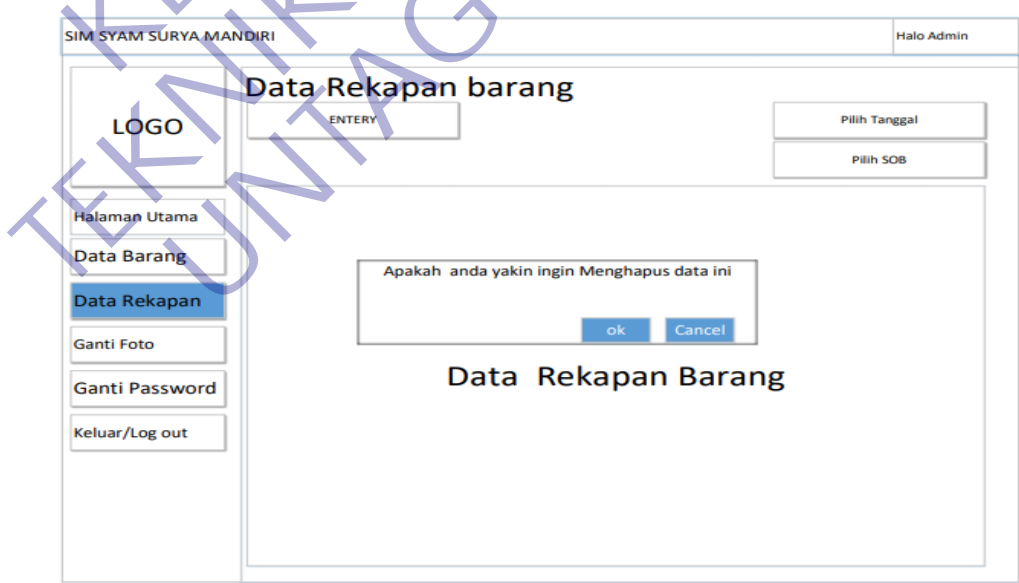 SIM SYAM SURYA MANDIRI
Halo Admin
LOGO
Data Rekapan barang
ENTERY
Pilih Tanggal
Pilih SOB
Halaman Utama
Data Barang
Data Rekapan
Ganti Foto
Ganti Password
Keluar/Log out
Apakah anda yakin ingin Menghapus data ini
ok Cancel
Data Rekapan Barang
UNTAG